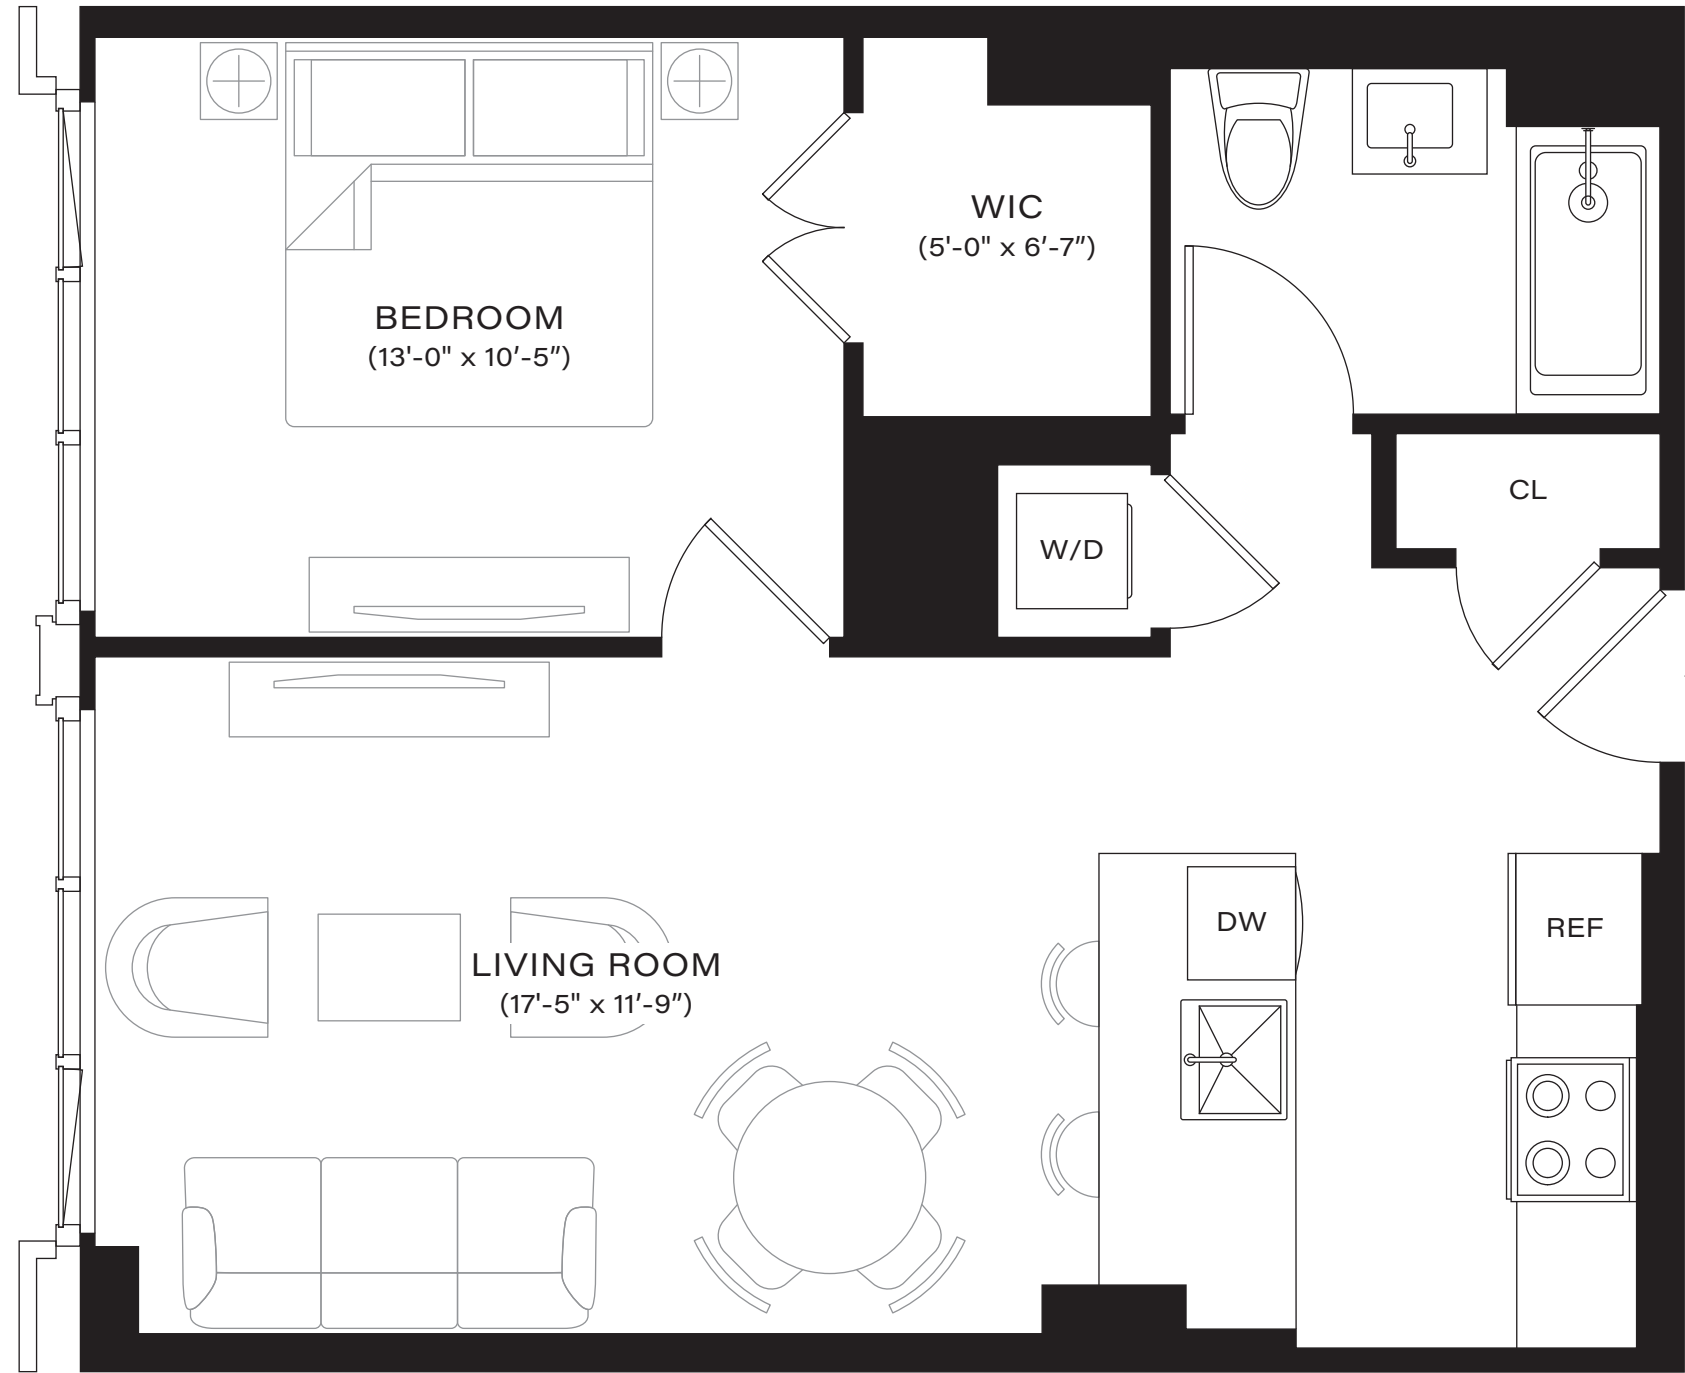 WIC
(5'-0" x 6′-7″)
BEDROOM
(13'-0" x 10′-5″)
CL
W/D
DW
REF
LIVING ROOM
(17'-5" x 11′-9″)